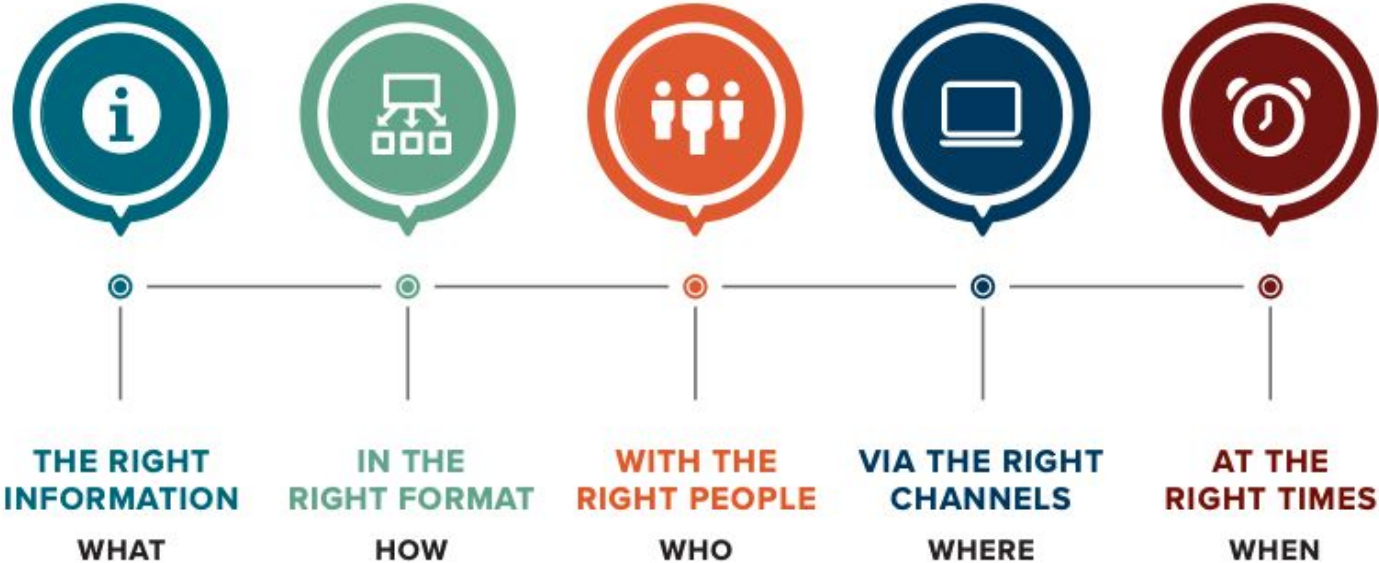 THE RIGHT
INFORMATION
WHAT
IN THE
RIGHT FORMAT
HOW
WITH THE
RIGHT PEOPLE
WHO
VIA THE RIGHT
CHANNELS
WHERE
AT THE
RIGHT TIMES
WHEN